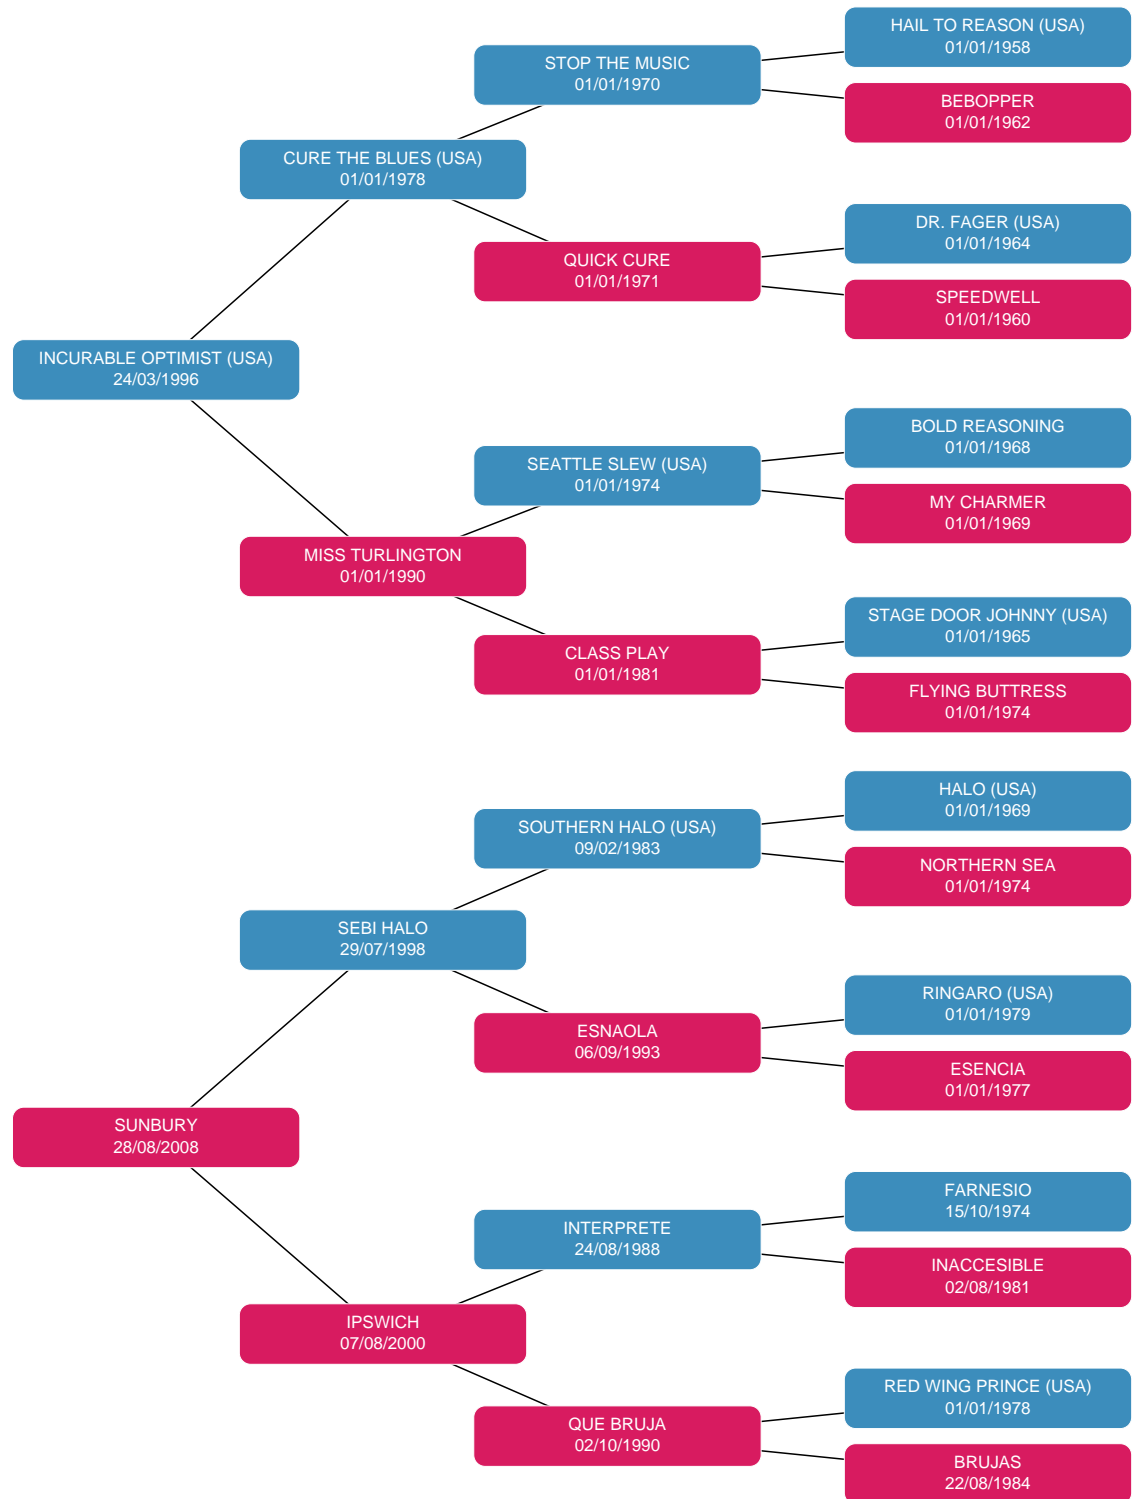 HAIL TO REASON (USA)
01/01/1958
STOP THE MUSIC
01/01/1970
BEBOPPER
01/01/1962
CURE THE BLUES (USA)
01/01/1978
DR. FAGER (USA)
01/01/1964
QUICK CURE
01/01/1971
SPEEDWELL
01/01/1960
INCURABLE OPTIMIST (USA)
24/03/1996
BOLD REASONING
01/01/1968
SEATTLE SLEW (USA)
01/01/1974
MY CHARMER
01/01/1969
MISS TURLINGTON
01/01/1990
STAGE DOOR JOHNNY (USA)
01/01/1965
CLASS PLAY
01/01/1981
FLYING BUTTRESS
01/01/1974
HALO (USA)
01/01/1969
SOUTHERN HALO (USA)
09/02/1983
NORTHERN SEA
01/01/1974
SEBI HALO
29/07/1998
RINGARO (USA)
01/01/1979
ESNAOLA
06/09/1993
ESENCIA
01/01/1977
SUNBURY
28/08/2008
FARNESIO
15/10/1974
INTERPRETE
24/08/1988
INACCESIBLE
02/08/1981
IPSWICH
07/08/2000
RED WING PRINCE (USA)
01/01/1978
QUE BRUJA
02/10/1990
BRUJAS
22/08/1984